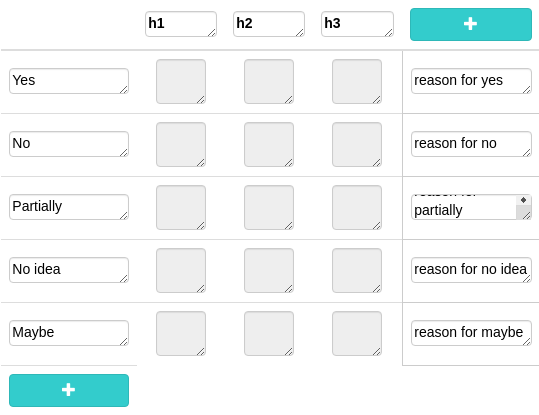 h1 h2 h3 +
Yes reason for yes
No reason for no
Partially reason for
partially
No idea reason for no idea
Maybe reason for maybe
+